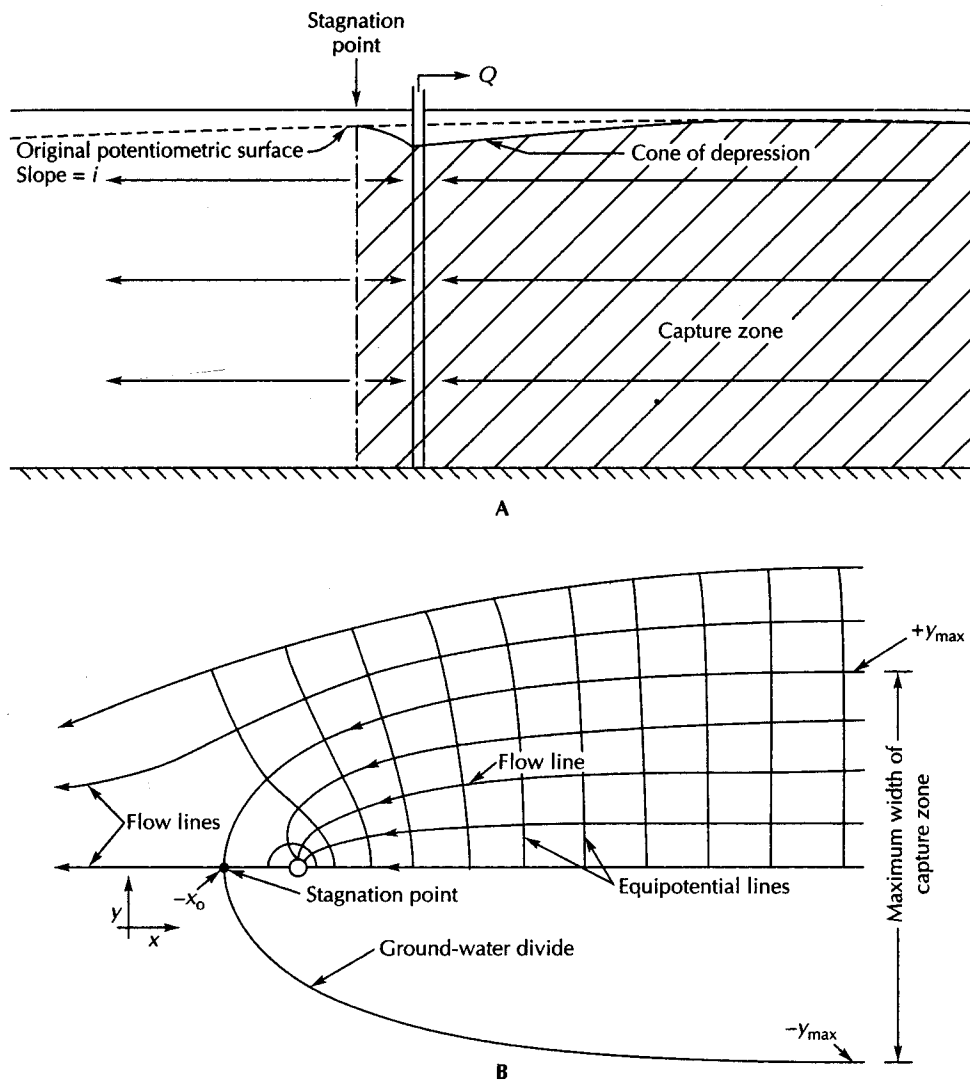 Stagnation
point
Q
Original potentiometric surface
Slope = i
Cone of depression
Capture zone
A
+y_max
Flow line
Flow lines
Maximum width of
capture zone
Equipotential lines
−x_o
Stagnation point
y
x
Ground-water divide
−y_max
B